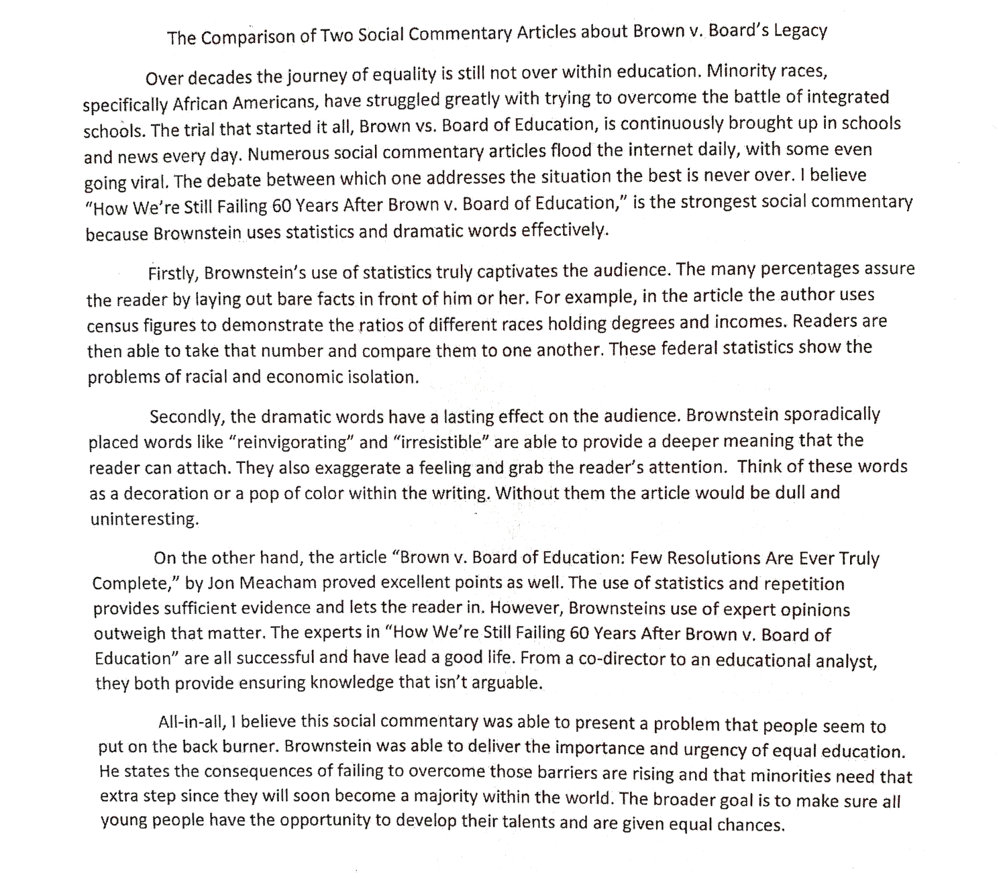 The Comparison of Two Social Commentary Articles about Brown v. Board's Legacy
Over decades the journey of equality is still not over within education. Minority races,
specifically African Americans, have struggled greatly with trying to overcome the battle of integrated
schools. The trial that started it all, Brown vs. Board of Education, is continuously brought up in schools
and news every day. Numerous social commentary articles flood the internet daily, with some even
going viral. The debate between which one addresses the situation the best is never over. I believe
"How We're Still Failing 60 Years After Brown v. Board of Education," is the strongest social commentary
because Brownstein uses statistics and dramatic words effectively.
Firstly, Brownstein's use of statistics truly captivates the audience. The many percentages assure
the reader by laying out bare facts in front of him or her. For example, in the article the author uses
census figures to demonstrate the ratios of different races holding degrees and incomes. Readers are
then able to take that number and compare them to one another. These federal statistics show the
problems of racial and economic isolation.
Secondly, the dramatic words have a lasting effect on the audience. Brownstein sporadically
placed words like "reinvigorating" and "irresistible" are able to provide a deeper meaning that the
reader can attach. They also exaggerate a feeling and grab the reader's attention.  Think of these words
as a decoration or a pop of color within the writing. Without them the article would be dull and
uninteresting.
On the other hand, the article "Brown v. Board of Education: Few Resolutions Are Ever Truly
Complete," by Jon Meacham proved excellent points as well. The use of statistics and repetition
provides sufficient evidence and lets the reader in. However, Brownsteins use of expert opinions
outweigh that matter. The experts in "How We're Still Failing 60 Years After Brown v. Board of
Education" are all successful and have lead a good life. From a co-director to an educational analyst,
they both provide ensuring knowledge that isn't arguable.
All-in-all, I believe this social commentary was able to present a problem that people seem to
put on the back burner. Brownstein was able to deliver the importance and urgency of equal education.
He states the consequences of failing to overcome those barriers are rising and that minorities need that
extra step since they will soon become a majority within the world. The broader goal is to make sure all
young people have the opportunity to develop their talents and are given equal chances.